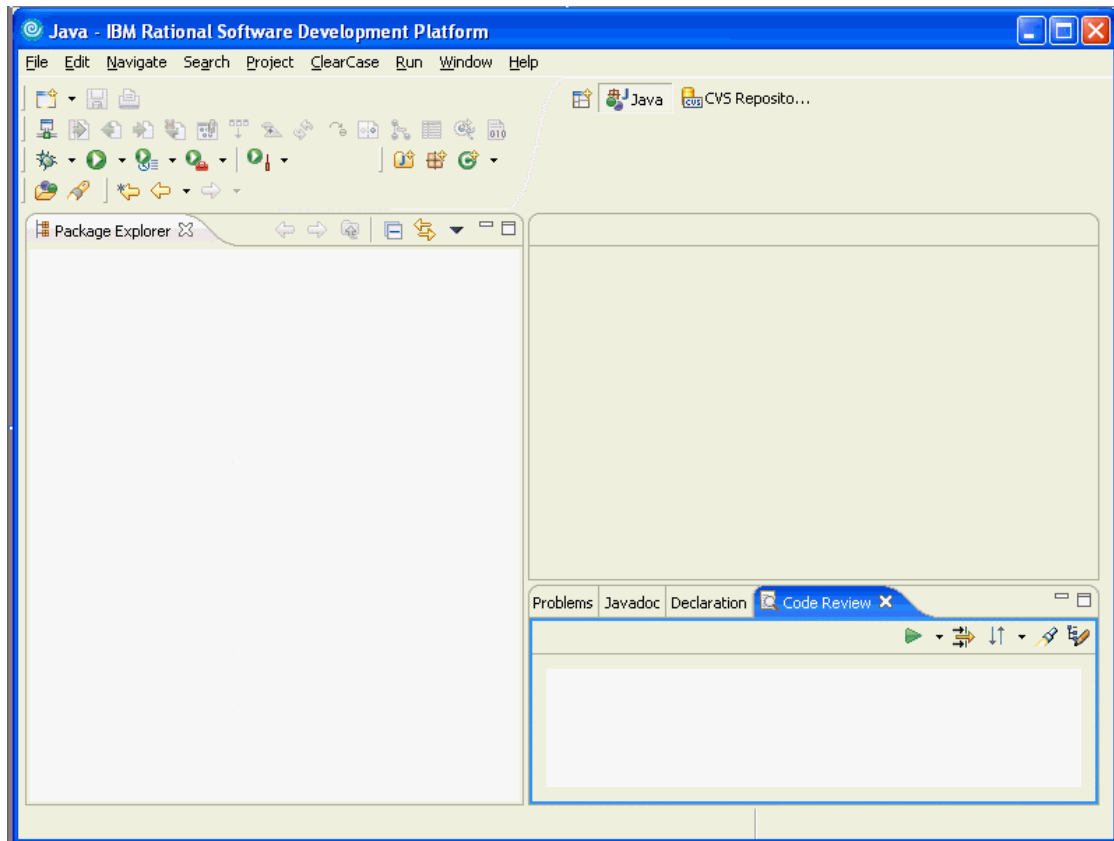 Java - IBM Rational Software Development Platform
File Edit Navigate Search Project ClearCase Run Window Help
Java CVS Reposito...
010
Package Explorer
Problems Javadoc Declaration Code Review